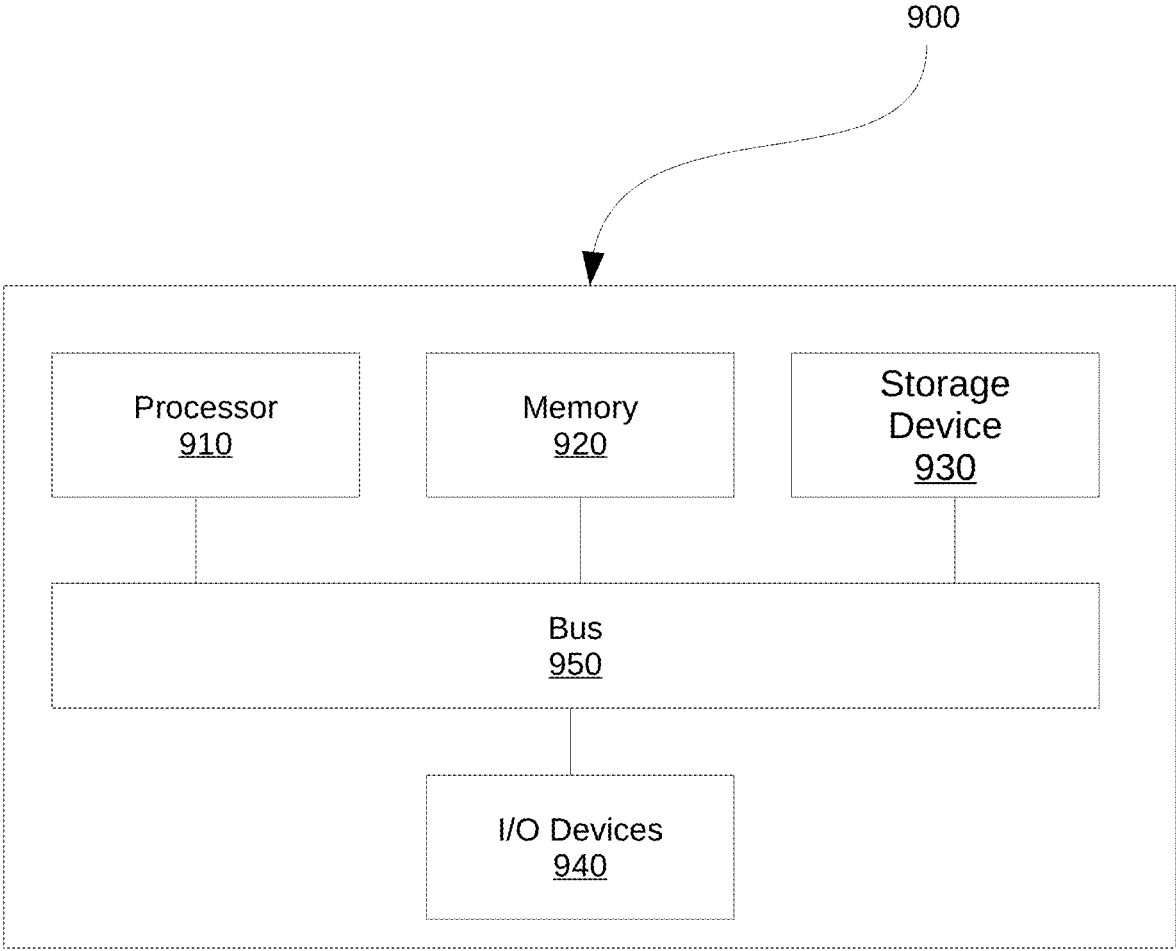 900
Processor
910
Memory
920
Storage
Device
930
Bus
950
I/O Devices
940